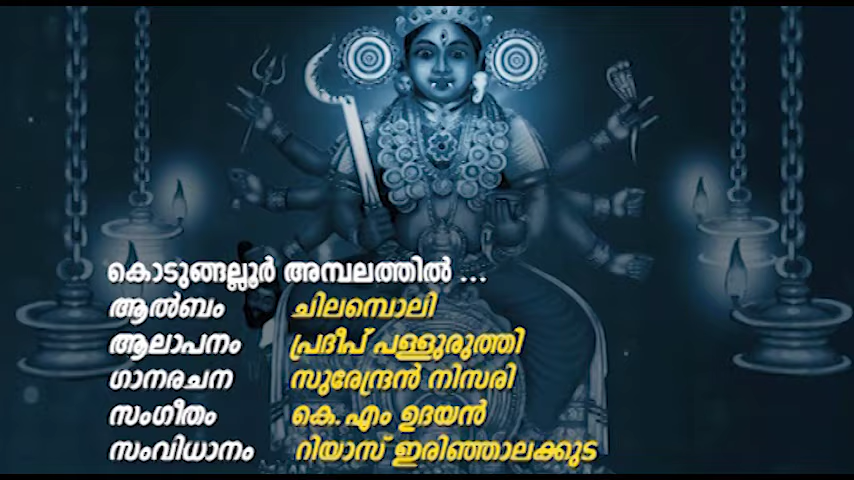 കൊടുങ്ങല്ലൂർ അമ്പലത്തിൽ ...
ആൽബം ചിലമ്പൊലി
ആലാപനം പ്രദീപ് പള്ളുരുത്തി
ഗാനരചന സുരേന്ദ്രൻ നിസരി
സംഗീതം കെ.എം ഉദയൻ
സംവിധാനം റിയാസ് ഇരിഞ്ഞാലക്കുട